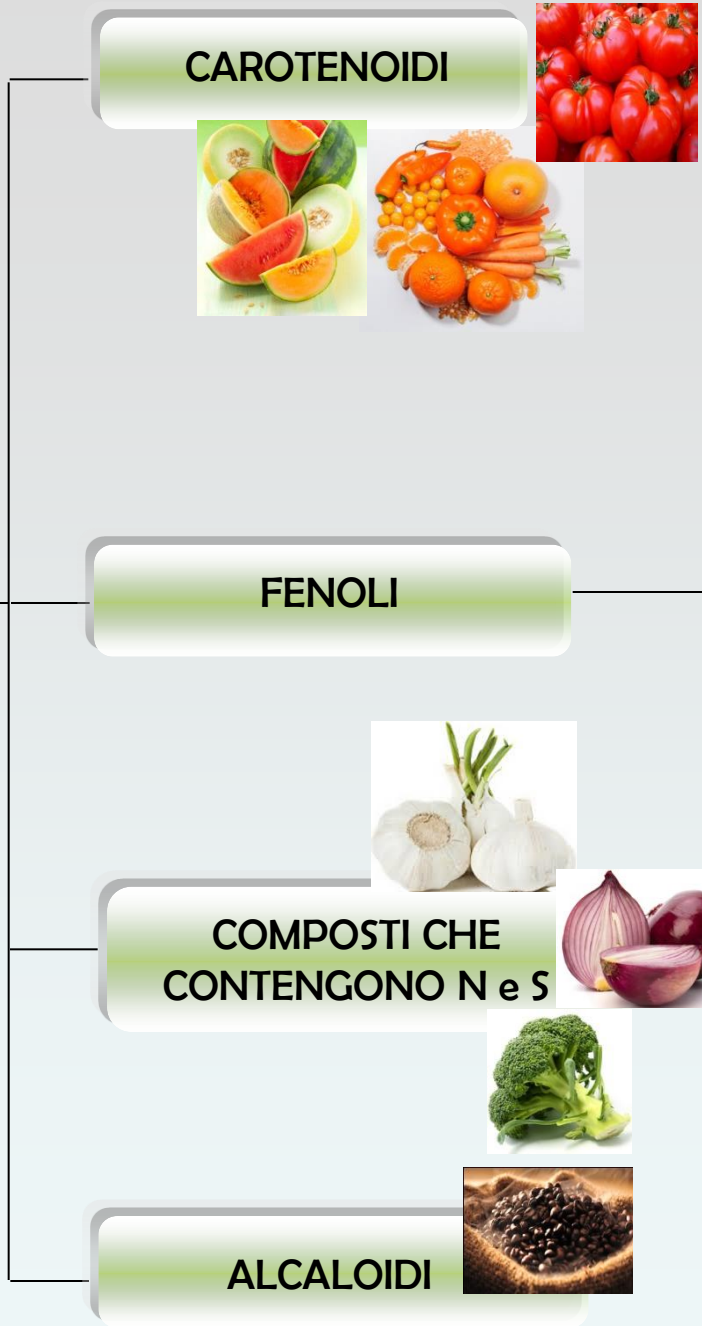 CAROTENOIDI
FENOLI
COMPOSTI CHE
CONTENGONO N e S
ALCALOIDI